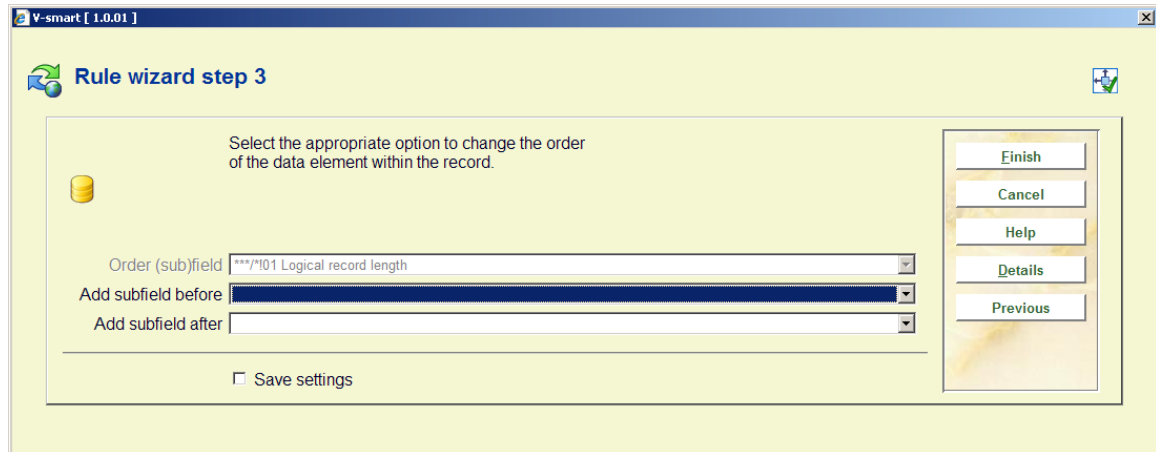 V-smart [ 1.0.01 ]
Rule wizard step 3
Select the appropriate option to change the order
of the data element within the record.
Order (sub)field ***/*!01 Logical record length
Add subfield before
Add subfield after
Save settings
Finish
Cancel
Help
Details
Previous